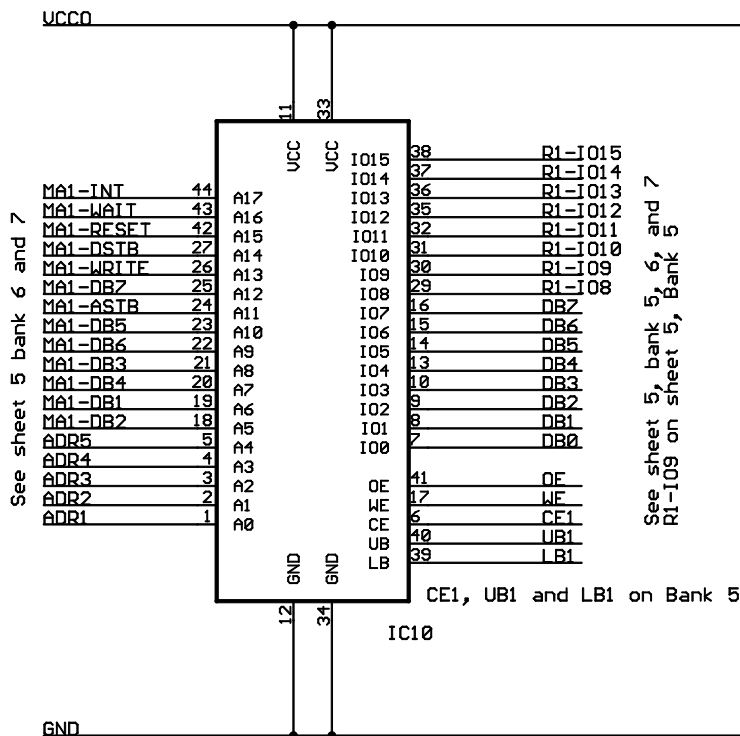 VCCO
11
33
VCC
VCC
MA1-INT 44 A17
MA1-WAIT 43 A16
MA1-RESET 42 A15
MA1-DSTB 27 A14
MA1-WRITE 26 A13
MA1-DB7 25 A12
MA1-ASTB 24 A11
MA1-DB5 23 A10
MA1-DB6 22 A9
MA1-DB3 21 A8
MA1-DB4 20 A7
MA1-DB1 19 A6
MA1-DB2 18 A5
ADR5 5 A4
ADR4 4 A3
ADR3 3 A2
ADR2 2 A1
ADR1 1 A0
IO15 38 R1-IO15
IO14 37 R1-IO14
IO13 36 R1-IO13
IO12 35 R1-IO12
IO11 32 R1-IO11
IO10 31 R1-IO10
IO9 30 R1-IO9
IO8 29 R1-IO8
IO7 16 DB7
IO6 15 DB6
IO5 14 DB5
IO4 13 DB4
IO3 10 DB3
IO2 9 DB2
IO1 8 DB1
IO0 7 DB0
OE 41 OE
WE 17 WE
CE 6 CE1
UB 40 UB1
LB 39 LB1
GND
GND
12
34
See sheet 5 bank 6 and 7
See sheet 5, bank 5, 6, and 7
R1-IO9 on sheet 5, Bank 5
CE1, UB1 and LB1 on Bank 5
IC10
GND